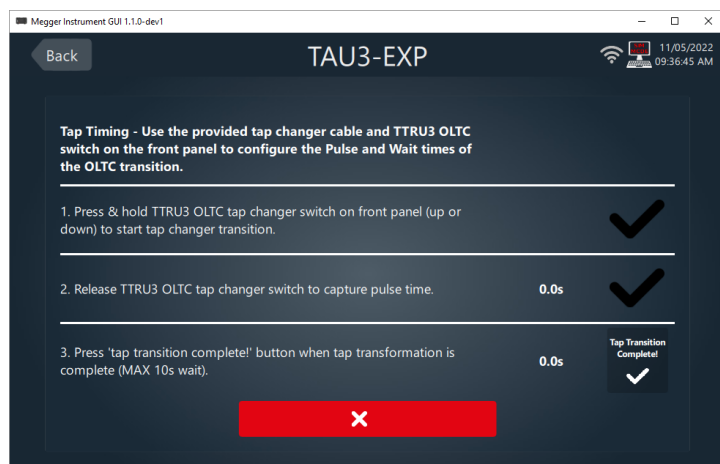 Megger Instrument GUI 1.1.0-dev1
Back
TAU3-EXP
11/05/2022
09:36:45 AM
Tap Timing - Use the provided tap changer cable and TTRU3 OLTC
switch on the front panel to configure the Pulse and Wait times of
the OLTC transition.
1. Press & hold TTRU3 OLTC tap changer switch on front panel (up or
down) to start tap changer transition.
2. Release TTRU3 OLTC tap changer switch to capture pulse time.
0.0s
3. Press 'tap transition complete!' button when tap transformation is
complete (MAX 10s wait).
0.0s
Tap Transition
Complete!